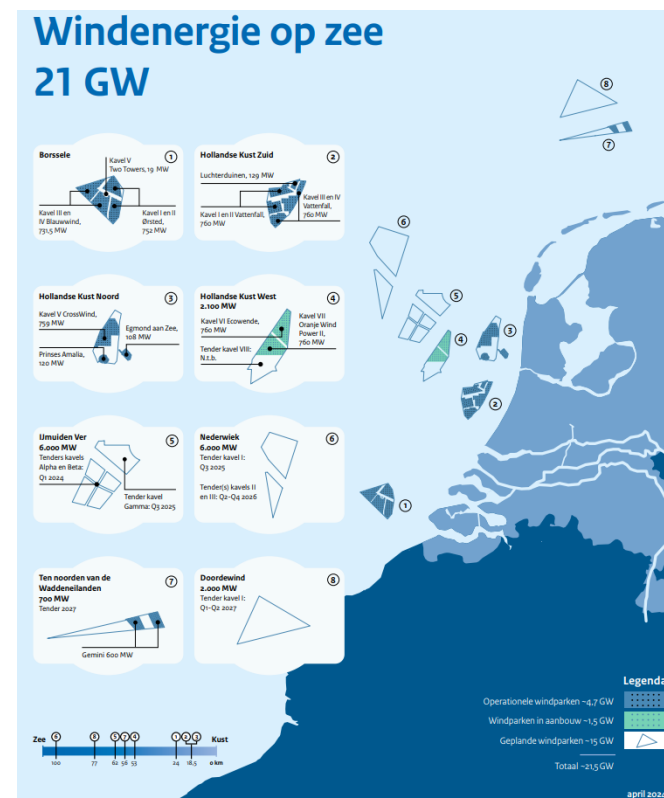 Windenergie op zee
21 GW
8
7
6
5
4
3
2
1
Borssele
1
Kavel V
Two Towers, 19 MW
Kavel III en
IV Blauwwind,
731,5 MW
Kavel I en II
Ørsted,
752 MW
Hollandse Kust Zuid
2
Luchterduinen, 129 MW
Kavel III en IV
Vattenfall,
760 MW
Kavel I en II Vattenfall,
760 MW
Hollandse Kust Noord
3
Kavel V CrossWind,
759 MW
Egmond aan Zee,
108 MW
Prinses Amalia,
120 MW
Hollandse Kust West
2.100 MW
4
Kavel VI Ecowende,
760 MW
Kavel VII
Oranje Wind
Power II,
760 MW
Tender kavel VIII:
N.t.b.
IJmuiden Ver
6.000 MW
5
Tenders kavels
Alpha en Beta:
Q1 2024
Tender kavel
Gamma: Q3 2025
Nederwiek
6.000 MW
6
Tender kavel I:
Q3 2025
Tender(s) kavels II
en III: Q2-Q4 2026
Ten noorden van de
Waddeneilanden
700 MW
7
Tender 2027
Gemini 600 MW
Doordewind
2.000 MW
8
Tender kavel I:
Q1-Q2 2027
Zee 6 8 5 7 4 1 2 3 Kust
100 77 62 56 53 24 18,5 0 km
Legenda
Operationele windparken ~4,7 GW
Windparken in aanbouw ~1,5 GW
Geplande windparken ~15 GW
Totaal ~21,5 GW
april 2024